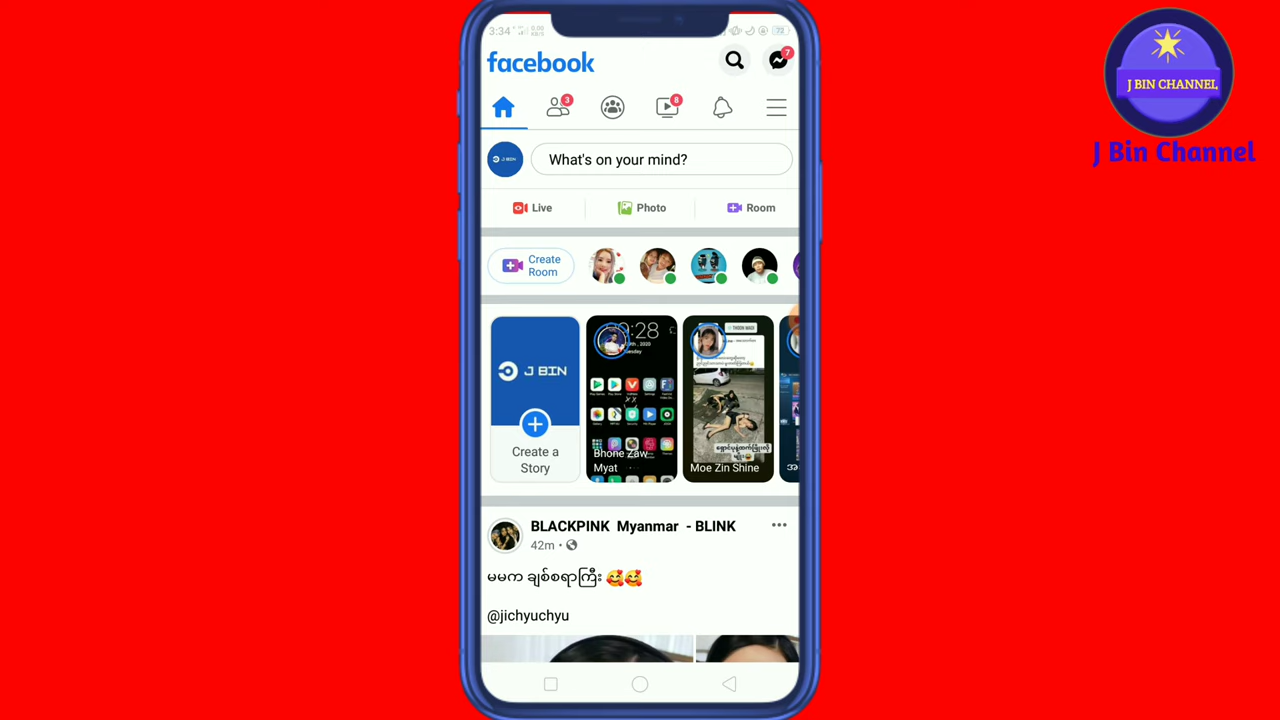 3:34
72
facebook
7
3
8
J BIN
What's on your mind?
Live
Photo
Room
Create
Room
J BIN
Create a
Story
Bhone Zaw
Myat
Moe Zin Shine
BLACKPINK Myanmar - BLINK
42m
မမက ချစ်စရာကြီး 🥰🥰
@jichyuchyu
J BIN CHANNEL
J Bin Channel